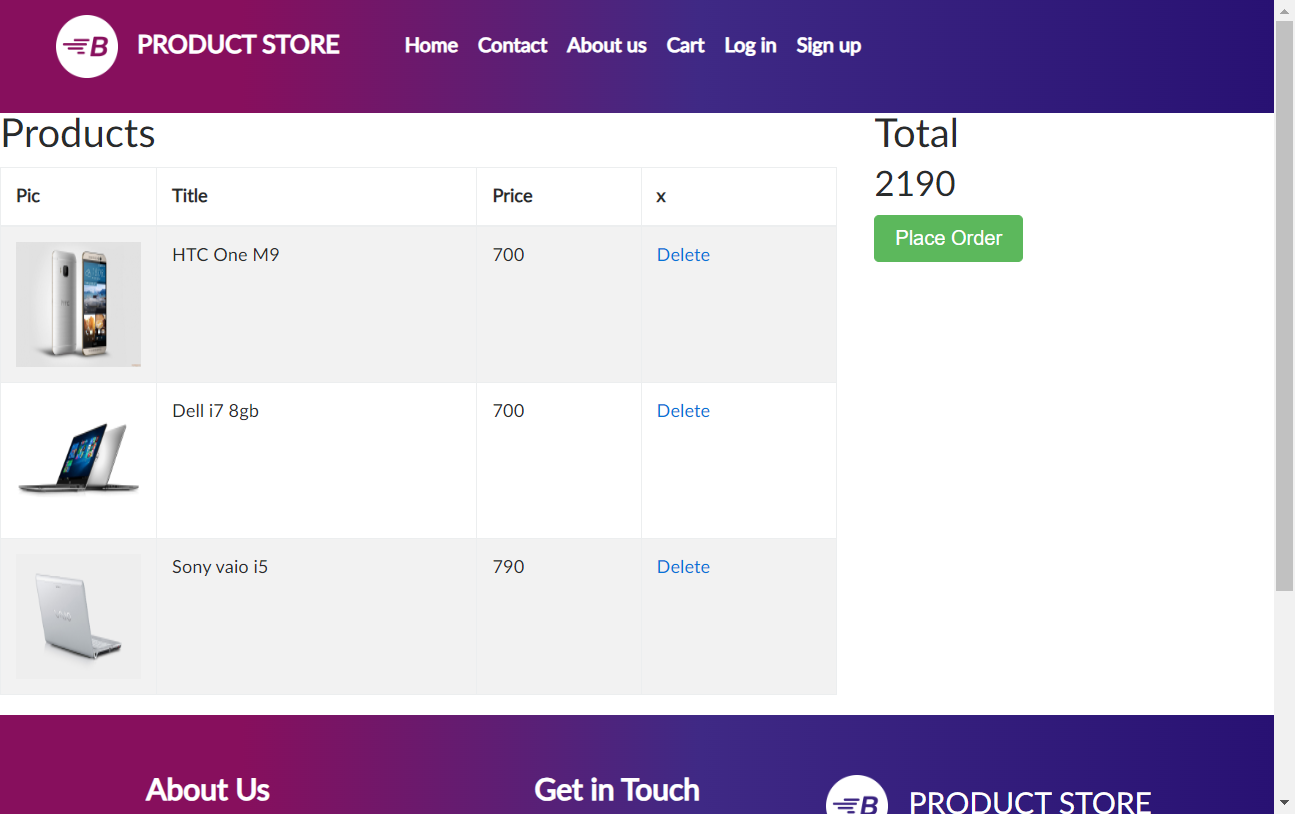 B PRODUCT STORE Home Contact About us Cart Log in Sign up
Products
Total
2190
Place Order
Pic Title Price x
HTC One M9 700 Delete
Dell i7 8gb 700 Delete
Sony vaio i5 790 Delete
About Us Get in Touch B PRODUCT STORE